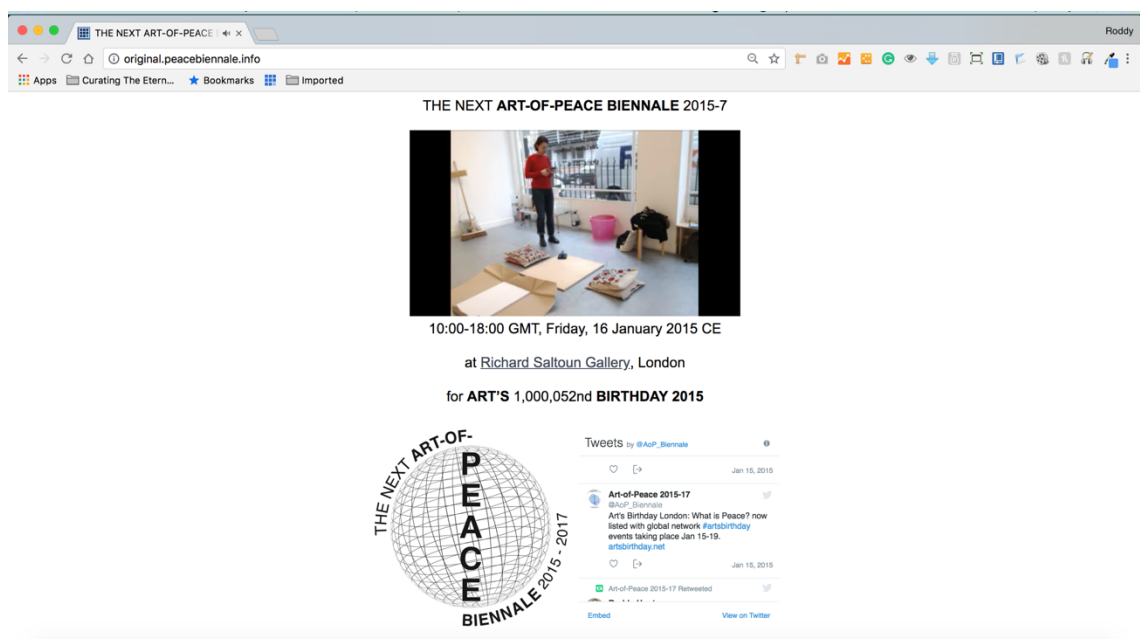 THE NEXT ART-OF-PEACE
Roddy
original.peacebiennale.info
Apps
Curating The Etern...
Bookmarks
Imported
THE NEXT ART-OF-PEACE BIENNALE 2015-7
10:00-18:00 GMT, Friday, 16 January 2015 CE
at Richard Saltoun Gallery, London
for ART'S 1,000,052nd BIRTHDAY 2015
THE NEXT ART-OF-
PEACE
BIENNALE 2015 - 2017
Tweets by @AoP_Biennale
Jan 15, 2015
Art-of-Peace 2015-17
@AoP_Biennale
Art's Birthday London: What is Peace? now
listed with global network #artsbirthday
events taking place Jan 15-19.
artsbirthday.net
Jan 15, 2015
Art-of-Peace 2015-17 Retweeted
Embed
View on Twitter